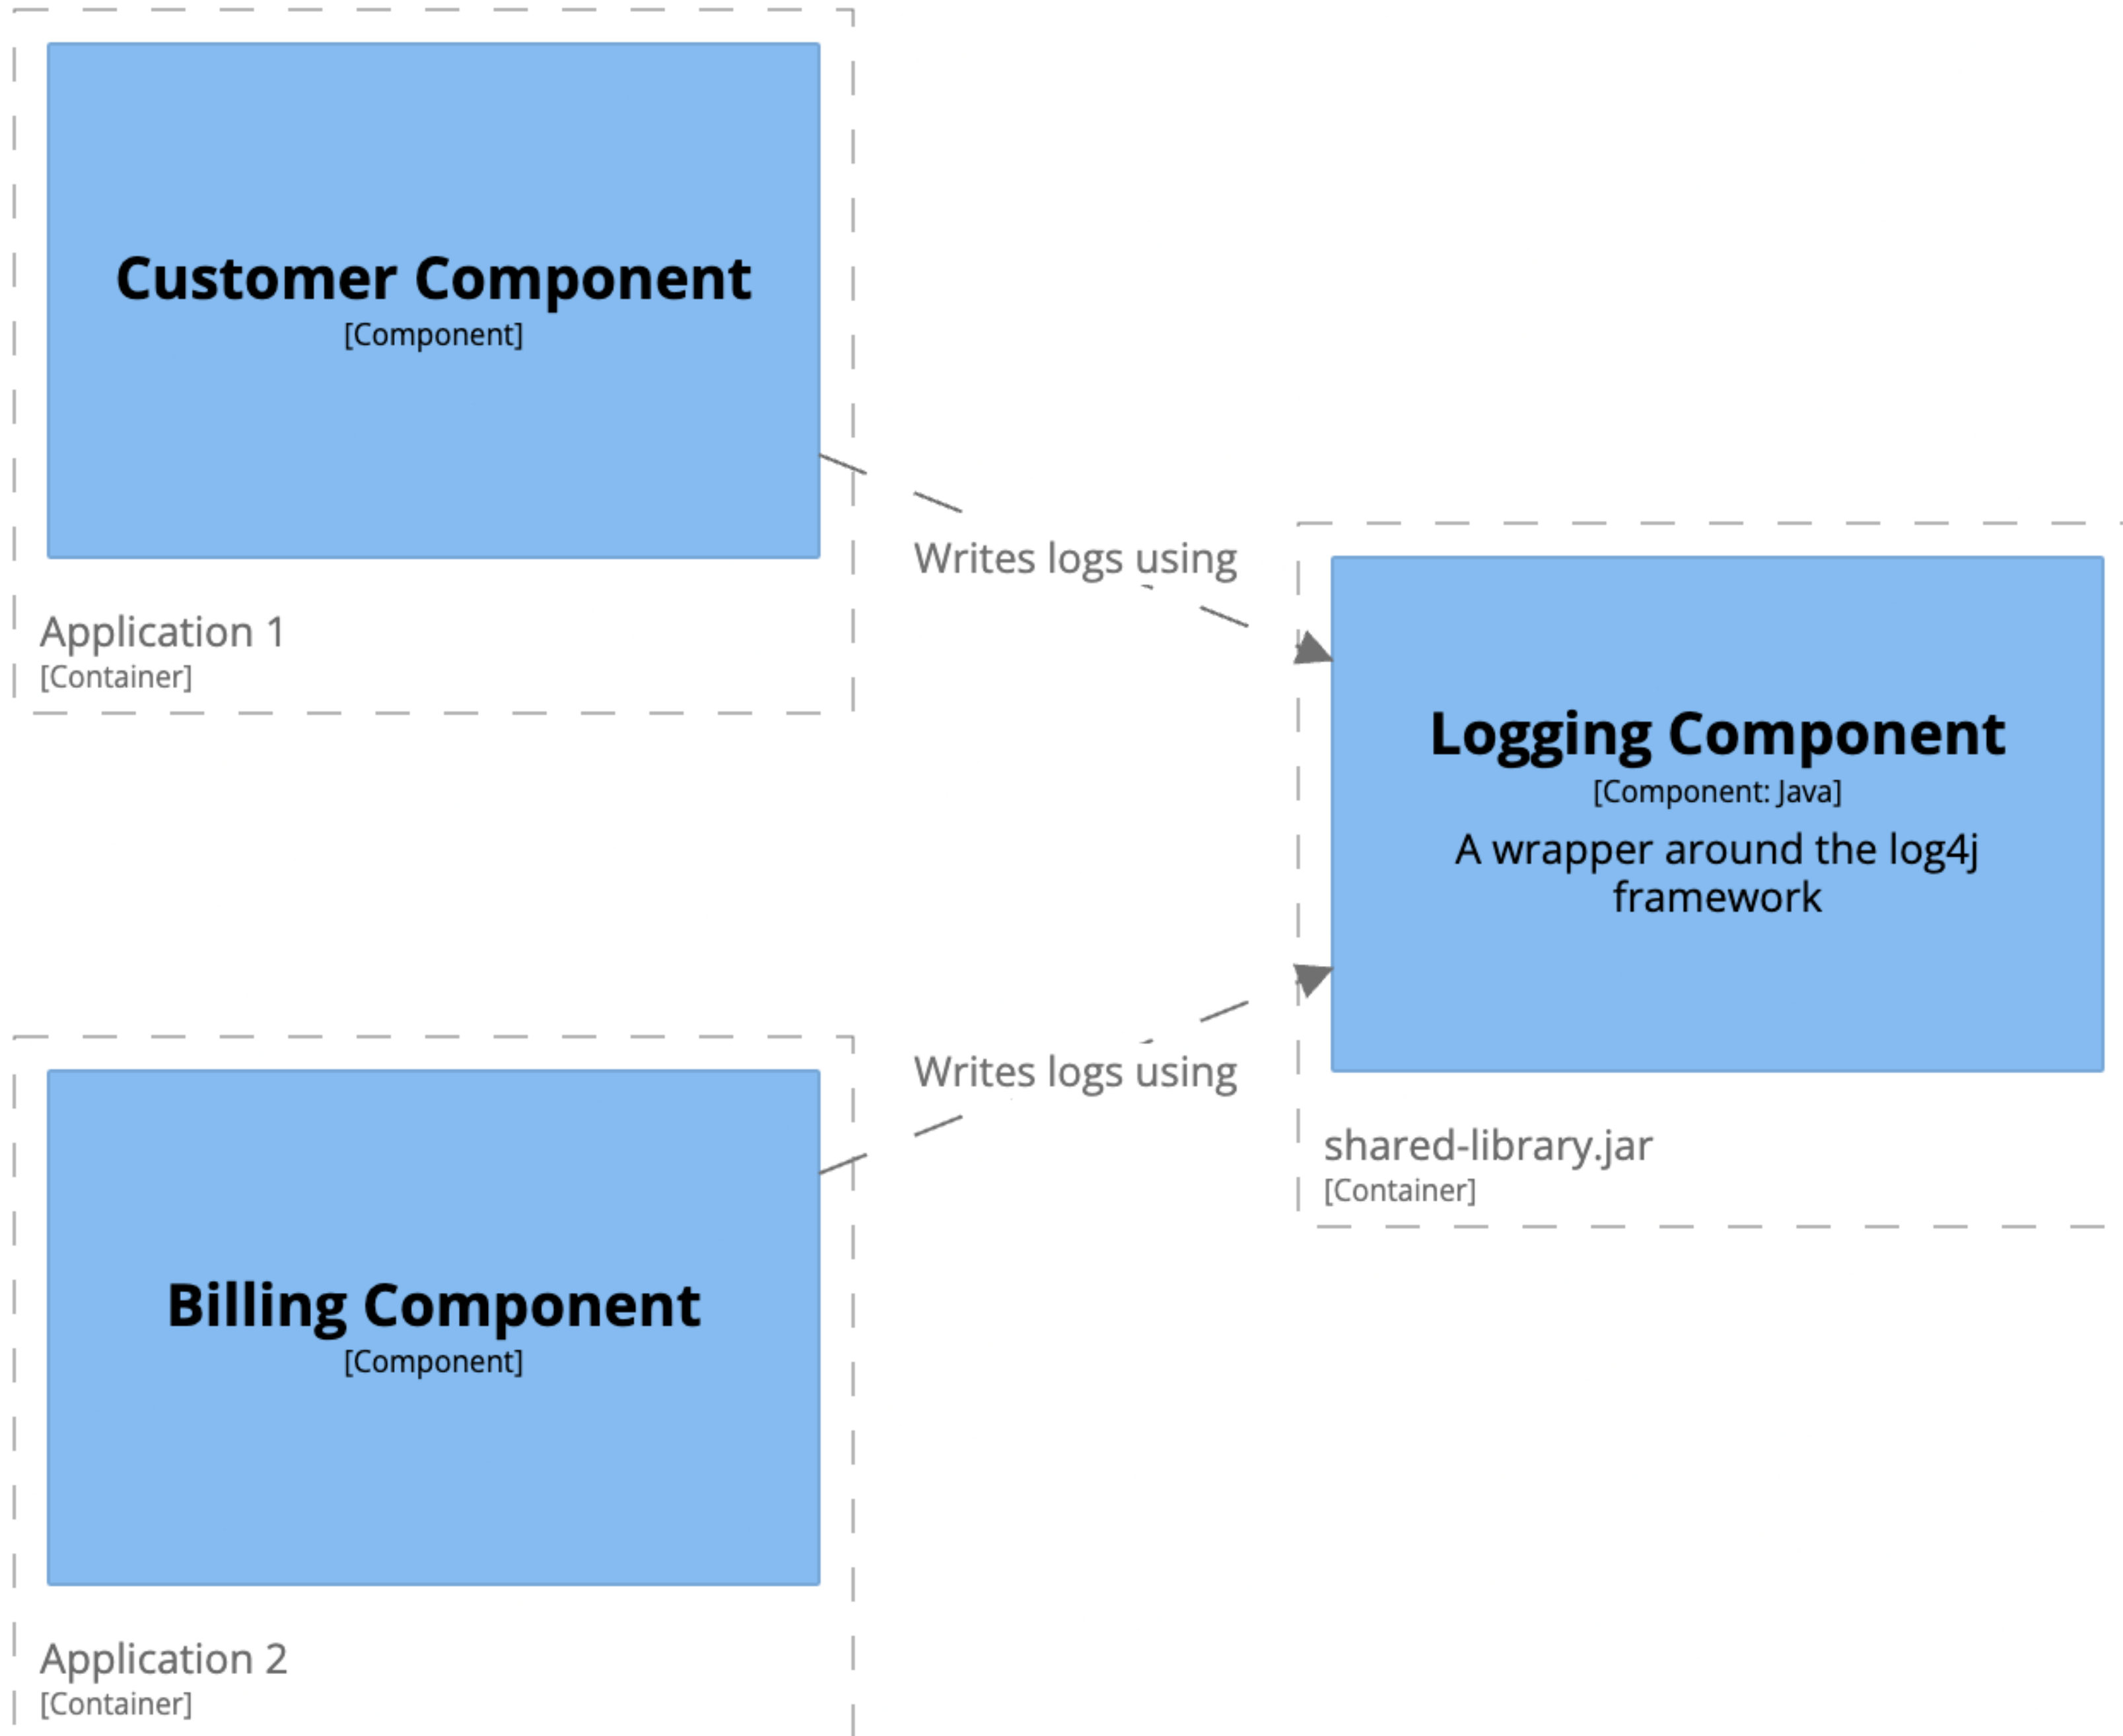 Customer Component
[Component]
Application 1
[Container]
Writes logs using
Logging Component
[Component: Java]
A wrapper around the log4j
framework
shared-library.jar
[Container]
Writes logs using
Billing Component
[Component]
Application 2
[Container]